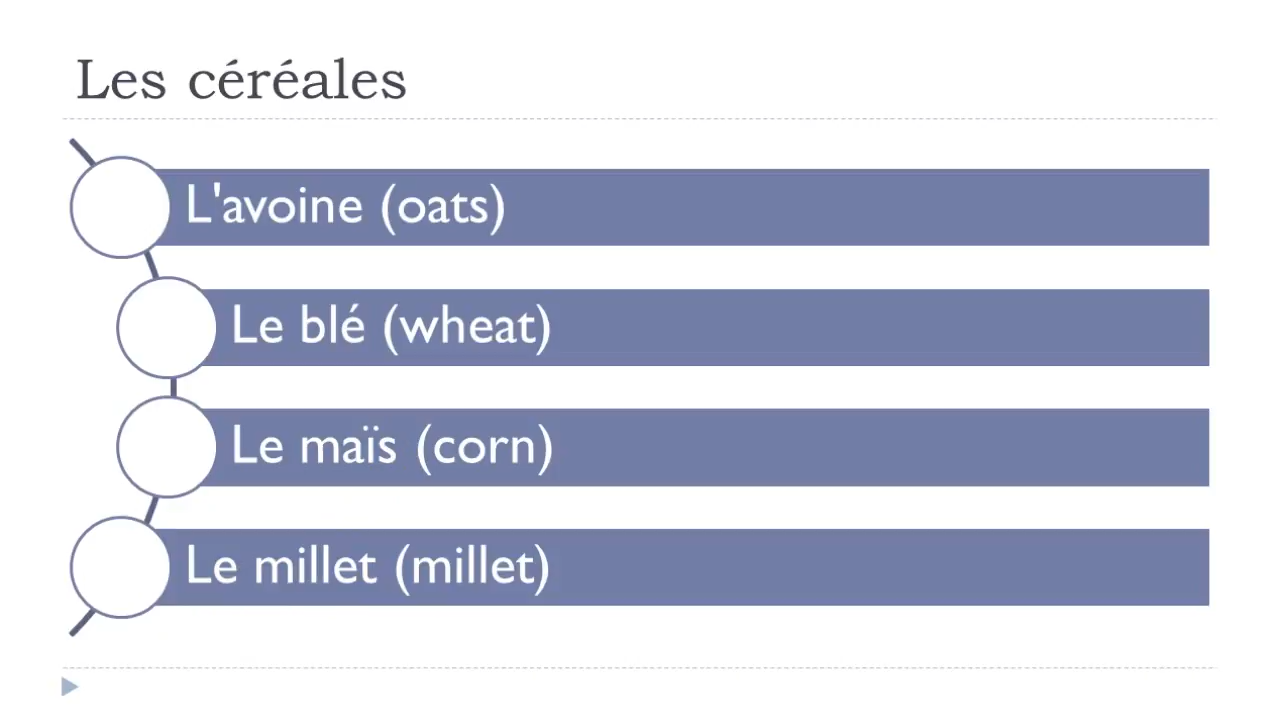 Les céréales
L'avoine (oats)
Le blé (wheat)
Le maïs (corn)
Le millet (millet)